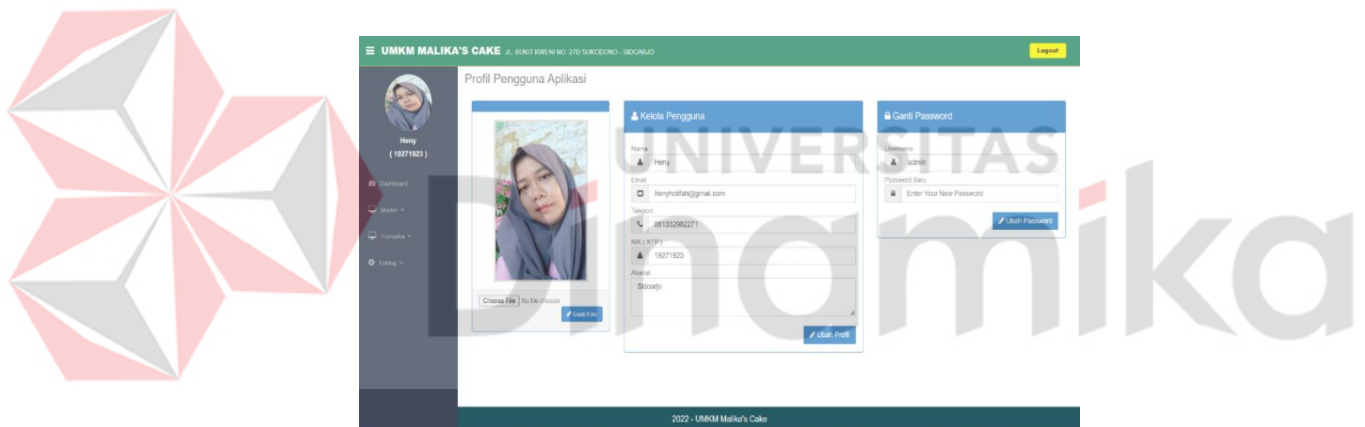 UMKM MALIKA'S CAKE JL. BUKIT KWENI NO 27D SUKODONO - SIDOARJO
Logout
Heny
( 19271923 )
Dashboard
Master
Transaksi
Setting
Profil Pengguna Aplikasi
Choose File No file chosen
Ganti Foto
Kelola Pengguna
Nama
Heny
Email
henyholifah@gmail.com
Telepon
081332982271
NIK ( KTP )
19271923
Alamat
Sidoarjo
Ubah Profil
Ganti Password
Username
admin
Password Baru
Enter Your New Password
Ubah Password
2022 - UMKM Malika's Cake
UNIVERSITAS
Dinamika